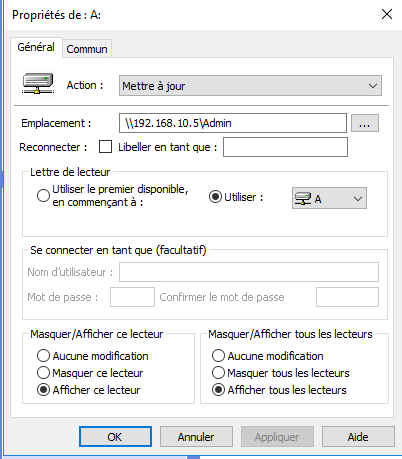 Propriétés de : A:
Général Commun
Action : Mettre à jour
Emplacement : \\192.168.10.5\Admin ...
Reconnecter : Libeller en tant que :
Lettre de lecteur
Utiliser le premier disponible,
en commençant à :
Utiliser : A
Se connecter en tant que (facultatif)
Nom d'utilisateur :
Mot de passe : Confirmer le mot de passe
Masquer/Afficher ce lecteur
Aucune modification
Masquer ce lecteur
Afficher ce lecteur
Masquer/Afficher tous les lecteurs
Aucune modification
Masquer tous les lecteurs
Afficher tous les lecteurs
OK Annuler Appliquer Aide